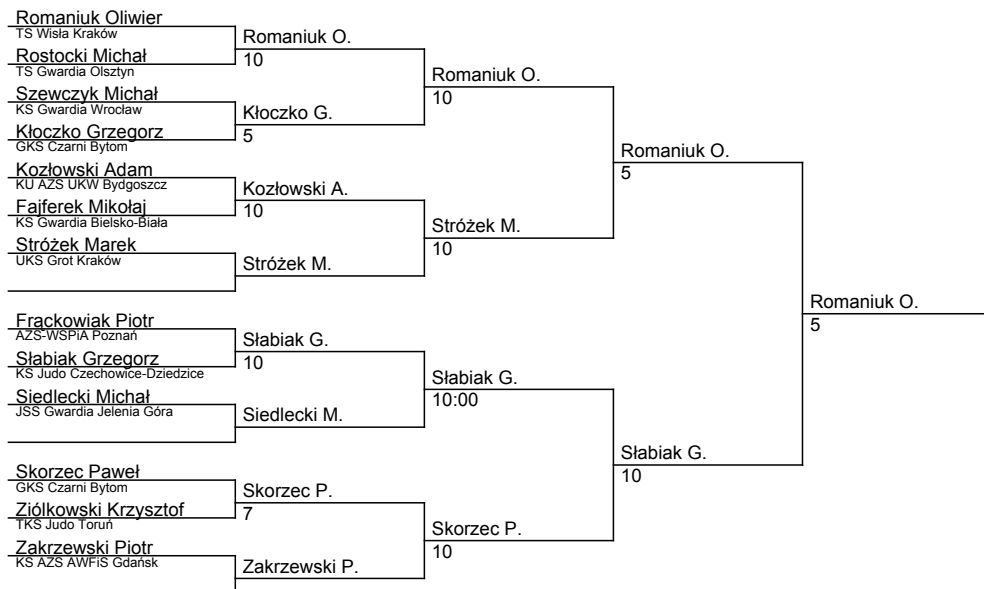 Romaniuk Oliwier
TS Wisła Kraków
Rostocki Michał
TS Gwardia Olsztyn
Szewczyk Michał
KS Gwardia Wrocław
Kłoczko Grzegorz
GKS Czarni Bytom
Kozłowski Adam
KU AZS UKW Bydgoszcz
Fajferek Mikołaj
KS Gwardia Bielsko-Biała
Stróżek Marek
UKS Grot Kraków
Frąckowiak Piotr
AZS-WSPiA Poznań
Słabiak Grzegorz
KS Judo Czechowice-Dziedzice
Siedlecki Michał
JSS Gwardia Jelenia Góra
Skorzec Paweł
GKS Czarni Bytom
Ziółkowski Krzysztof
TKS Judo Toruń
Zakrzewski Piotr
KS AZS AWFiS Gdańsk
Romaniuk O.
10
Kłoczko G.
5
Kozłowski A.
10
Stróżek M.
Słabiak G.
10
Siedlecki M.
Skorzec P.
7
Zakrzewski P.
Romaniuk O.
10
Stróżek M.
10
Słabiak G.
10:00
Skorzec P.
10
Romaniuk O.
5
Słabiak G.
10
Romaniuk O.
5